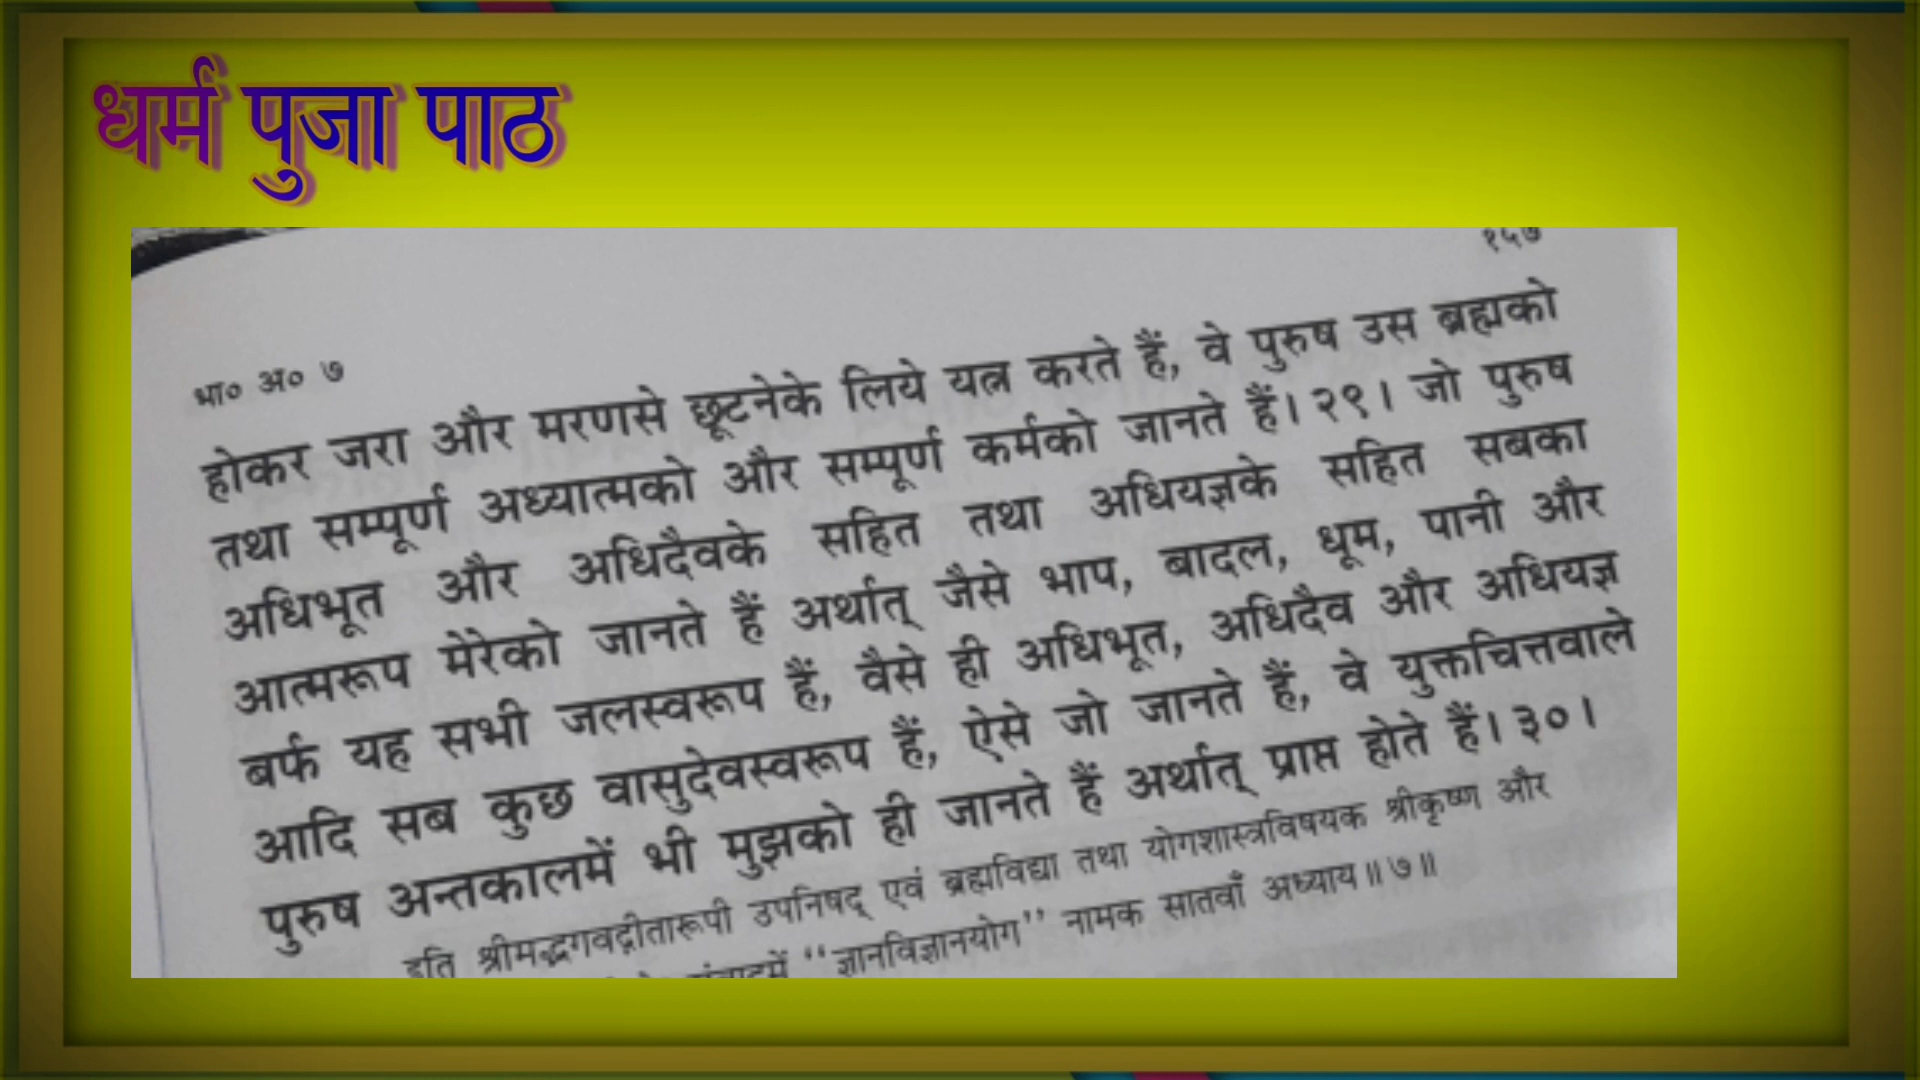 धर्म पुजा पाठ
१५७
भा० अ० ७
होकर जरा और मरणसे छूटनेके लिये यत्न करते हैं, वे पुरुष उस ब्रह्मको
तथा सम्पूर्ण अध्यात्मको और सम्पूर्ण कर्मको जानते हैं। २९। जो पुरुष
अधिभूत और अधिदैवके सहित तथा अधियज्ञके सहित सबका
आत्मरूप मेरेको जानते हैं अर्थात् जैसे भाप, बादल, धूम, पानी और
बर्फ यह सभी जलस्वरूप हैं, वैसे ही अधिभूत, अधिदैव और अधियज्ञ
आदि सब कुछ वासुदेवस्वरूप हैं, ऐसे जो जानते हैं, वे युक्तचित्तवाले
पुरुष अन्तकालमें भी मुझको ही जानते हैं अर्थात् प्राप्त होते हैं। ३०।
इति श्रीमद्भगवद्गीतारूपी उपनिषद् एवं ब्रह्मविद्या तथा योगशास्त्रविषयक श्रीकृष्ण और
संवादमें ‘‘ज्ञानविज्ञानयोग’’ नामक सातवाँ अध्याय॥ ७॥